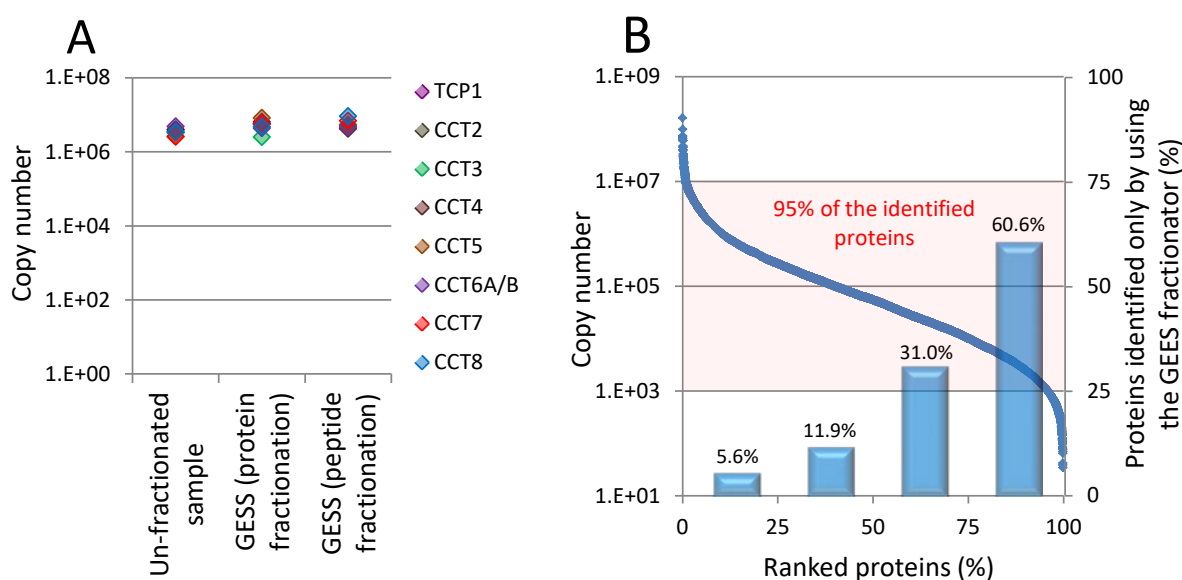 A
Copy number
1.E+08
1.E+06
1.E+04
1.E+02
1.E+00
Un-fractionated
sample
GESS (protein
fractionation)
GESS (peptide
fractionation)
TCP1
CCT2
CCT3
CCT4
CCT5
CCT6A/B
CCT7
CCT8
B
Copy number
1.E+09
1.E+07
1.E+05
1.E+03
1.E+01
95% of the identified
proteins
5.6%
11.9%
31.0%
60.6%
0
25
50
75
100
Ranked proteins (%)
100
75
50
25
0
Proteins identified only by using
the GEES fractionator (%)